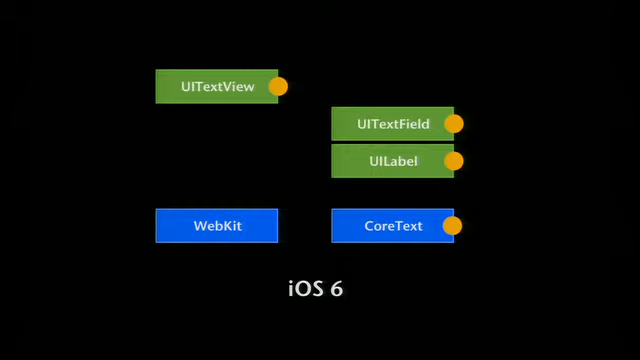 UITextView
UITextField
UILabel
WebKit
CoreText
iOS 6